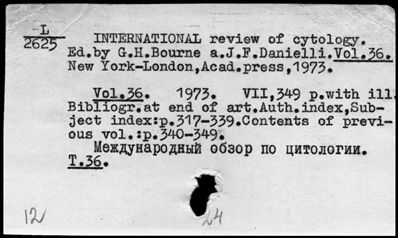 L
2625
INTERNATIONAL review of cytology.
Ed.by G.H.Bourne a.J.F.Danielli.Vol.36.
New York-London,Acad.press,1973.
Vol.36. 1973. VII,349 p.with ill.
Bibliogr.at end of art.Auth.index,Sub-
ject index:p.317-339.Contents of previ-
ous vol.:p.340-349.
Международный обзор по цитологии.
Т.36.
12 24